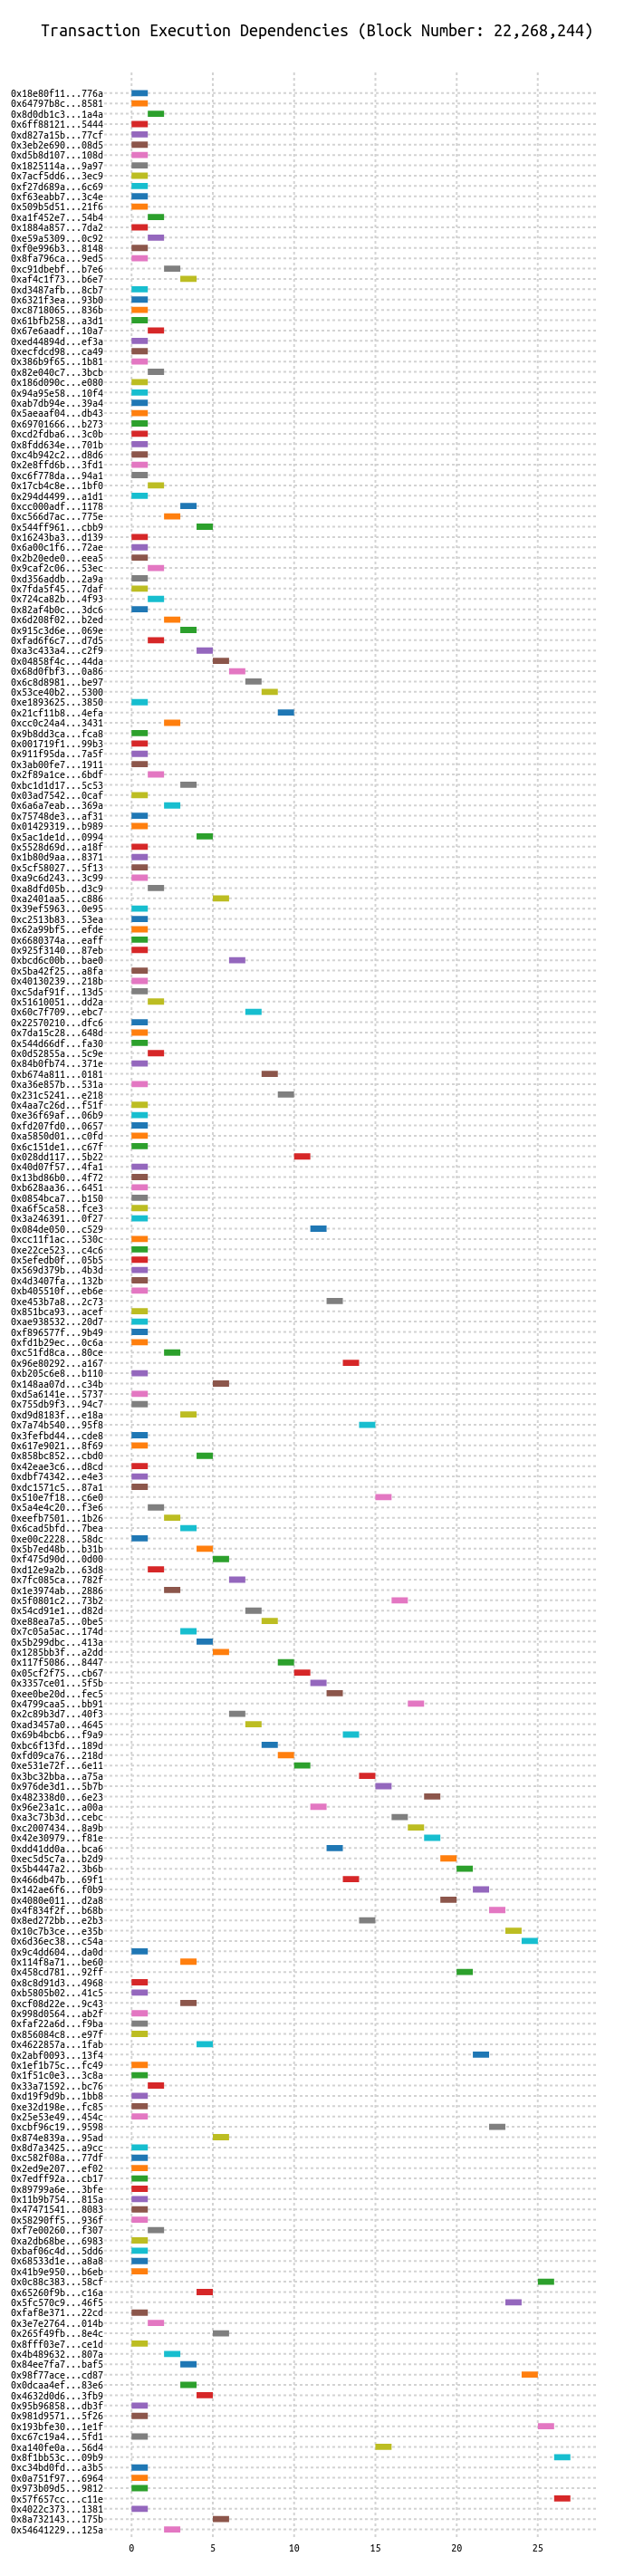 Transaction Execution Dependencies (Block Number: 22,268,244)
0x18e80f11...776a
0x64797b8c...8581
0x8d0db1c3...1a4a
0x6ff88121...5444
0xd827a15b...77cf
0x3eb2e690...08d5
0xd5b8d107...108d
0x1825114a...9a97
0x7acf5dd6...3ec9
0xf27d689a...6c69
0xf63eabb7...3c4e
0x509b5d51...21f6
0xa1f452e7...54b4
0x1884a857...7da2
0xe59a5309...0c92
0xf0e996b3...8148
0x8fa796ca...9ed5
0xc91dbebf...b7e6
0xaf4c1f73...b6e7
0xd3487afb...8cb7
0x6321f3ea...93b0
0xc8718065...836b
0x61bfb258...a3d1
0x67e6aadf...10a7
0xed44894d...ef3a
0xecfdcd98...ca49
0x386b9f65...1b81
0x82e040c7...3bcb
0x186d090c...e080
0x94a95e58...10f4
0xab7db94e...39a4
0x5aeaaf04...db43
0x69701666...b273
0xcd2fdba6...3c0b
0x8fdd634e...701b
0xc4b942c2...d8d6
0x2e8ffd6b...3fd1
0xc6f778da...94a1
0x17cb4c8e...1bf0
0x294d4499...a1d1
0xcc000adf...1178
0xc566d7ac...775e
0x544ff961...cbb9
0x16243ba3...d139
0x6a00c1f6...72ae
0x2b20ede0...eea5
0x9caf2c06...53ec
0xd356addb...2a9a
0x7fda5f45...7daf
0x724ca82b...4f93
0x82af4b0c...3dc6
0x6d208f02...b2ed
0x915c3d6e...069e
0xfad6f6c7...d7d5
0xa3c433a4...c2f9
0x04858f4c...44da
0x68d0fbf3...0a86
0x6c8d8981...be97
0x53ce40b2...5300
0xe1893625...3850
0x21cf11b8...4efa
0xcc0c24a4...3431
0x9b8dd3ca...fca8
0x001719f1...99b3
0x911f95da...7a5f
0x3ab00fe7...1911
0x2f89a1ce...6bdf
0xbc1d1d17...5c53
0x03ad7542...0caf
0x6a6a7eab...369a
0x75748de3...af31
0x01429319...b989
0x5ac1de1d...0994
0x5528d69d...a18f
0x1b80d9aa...8371
0x5cf58027...5f13
0xa9c6d243...3c99
0xa8dfd05b...d3c9
0xa2401aa5...c886
0x39ef5963...0e95
0xc2513b83...53ea
0x62a99bf5...efde
0x6680374a...eaff
0x925f3140...87eb
0xbcd6c00b...bae0
0x5ba42f25...a8fa
0x40130239...218b
0xc5daf91f...13d5
0x51610051...dd2a
0x60c7f709...ebc7
0x22570210...dfc6
0x7da15c28...648d
0x544d66df...fa30
0x0d52855a...5c9e
0x84b0fb74...371e
0xb674a811...0181
0xa36e857b...531a
0x231c5241...e218
0x4aa7c26d...f51f
0xe36f69af...06b9
0xfd207fd0...0657
0xa5850d01...c0fd
0x6c151de1...c67f
0x028dd117...5b22
0x40d07f57...4fa1
0x13bd86b0...4f72
0xb628aa36...6451
0x0854bca7...b150
0xa6f5ca58...fce3
0x3a246391...0f27
0x084de050...c529
0xcc11f1ac...530c
0xe22ce523...c4c6
0x5efedb0f...05b5
0x569d379b...4b3d
0x4d3407fa...132b
0xb405510f...eb6e
0xe453b7a8...2c73
0x851bca93...acef
0xae938532...20d7
0xf896577f...9b49
0xfd1b29ec...0c6a
0xc51fd8ca...80ce
0x96e80292...a167
0xb205c6e8...b110
0x148aa07d...c34b
0xd5a6141e...5737
0x755db9f3...94c7
0xd9d8183f...e18a
0x7a74b540...95f8
0x3fefbd44...cde8
0x617e9021...8f69
0x858bc852...cbd0
0x42eae3c6...d8cd
0xdbf74342...e4e3
0xdc1571c5...87a1
0x510e7f18...c6e0
0x5a4e4c20...f3e6
0xeefb7501...1b26
0x6cad5bfd...7bea
0xe00c2228...58dc
0x5b7ed48b...b31b
0xf475d90d...0d00
0xd12e9a2b...63d8
0x7fc085ca...782f
0x1e3974ab...2886
0x5f0801c2...73b2
0x54cd91e1...d82d
0xe88ea7a5...0be5
0x7c05a5ac...174d
0x5b299dbc...413a
0x1285bb3f...a2dd
0x117f5086...8447
0x05cf2f75...cb67
0x3357ce01...5f5b
0xee0be20d...fec5
0x4799caa5...bb91
0x2c89b3d7...40f3
0xad3457a0...4645
0x69b4bcb6...f9a9
0xbc6f13fd...189d
0xfd09ca76...218d
0xe531e72f...6e11
0x3bc32bba...a75a
0x976de3d1...5b7b
0x482338d0...6e23
0x96e23a1c...a00a
0xa3c73b3d...cebc
0xc2007434...8a9b
0x42e30979...f81e
0xdd41dd0a...bca6
0xec5d5c7a...b2d9
0x5b4447a2...3b6b
0x466db47b...69f1
0x142ae6f6...f0b9
0x4080e011...d2a8
0x4f834f2f...b68b
0x8ed272bb...e2b3
0x10c7b3ce...e35b
0x6d36ec38...c54a
0x9c4dd604...da0d
0x114f8a71...be60
0x458cd781...92ff
0x8c8d91d3...4968
0xb5805b02...41c5
0xcf08d22e...9c43
0x998d0564...ab2f
0xfaf22a6d...f9ba
0x856084c8...e97f
0x4622857a...1fab
0x2abf0093...13f4
0x1ef1b75c...fc49
0x1f51c0e3...3c8a
0x33a71592...bc76
0xd19f9d9b...1bb8
0xe32d198e...fc85
0x25e53e49...454c
0xcbf96c19...9598
0x874e839a...95ad
0x8d7a3425...a9cc
0xc582f08a...77df
0x2ed9e207...ef02
0x7edff92a...cb17
0x89799a6e...3bfe
0x11b9b754...815a
0x47471541...8083
0x58290ff5...936f
0xf7e00260...f307
0xa2db68be...6983
0xbaf06c4d...5dd6
0x68533d1e...a8a8
0x41b9e950...b6eb
0x0c88c383...58cf
0x65260f9b...c16a
0x5fc570c9...46f5
0xfaf8e371...22cd
0x3e7e2764...014b
0x265f49fb...8e4c
0x8fff03e7...ce1d
0x4b489632...807a
0x84ee7fa7...baf5
0x98f77ace...cd87
0x0dcaa4ef...83e6
0x4632d0d6...3fb9
0x95b96858...db3f
0x981d9571...5f26
0x193bfe30...1e1f
0xc67c19a4...5fd1
0xa140fe0a...56d4
0x8f1bb53c...09b9
0xc34bd0fd...a3b5
0x0a751f97...6964
0x973b09d5...9812
0x57f657cc...c11e
0x4022c373...1381
0x8a732143...175b
0x54641229...125a
0 5 10 15 20 25